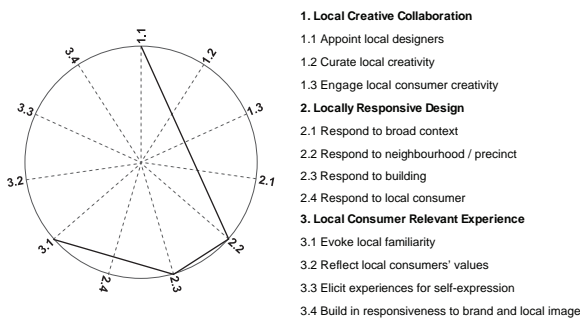 1.1
1.2
1.3
2.1
2.2
2.3
2.4
3.1
3.2
3.3
3.4
1. Local Creative Collaboration
1.1 Appoint local designers
1.2 Curate local creativity
1.3 Engage local consumer creativity
2. Locally Responsive Design
2.1 Respond to broad context
2.2 Respond to neighbourhood / precinct
2.3 Respond to building
2.4 Respond to local consumer
3. Local Consumer Relevant Experience
3.1 Evoke local familiarity
3.2 Reflect local consumers' values
3.3 Elicit experiences for self-expression
3.4 Build in responsiveness to brand and local image